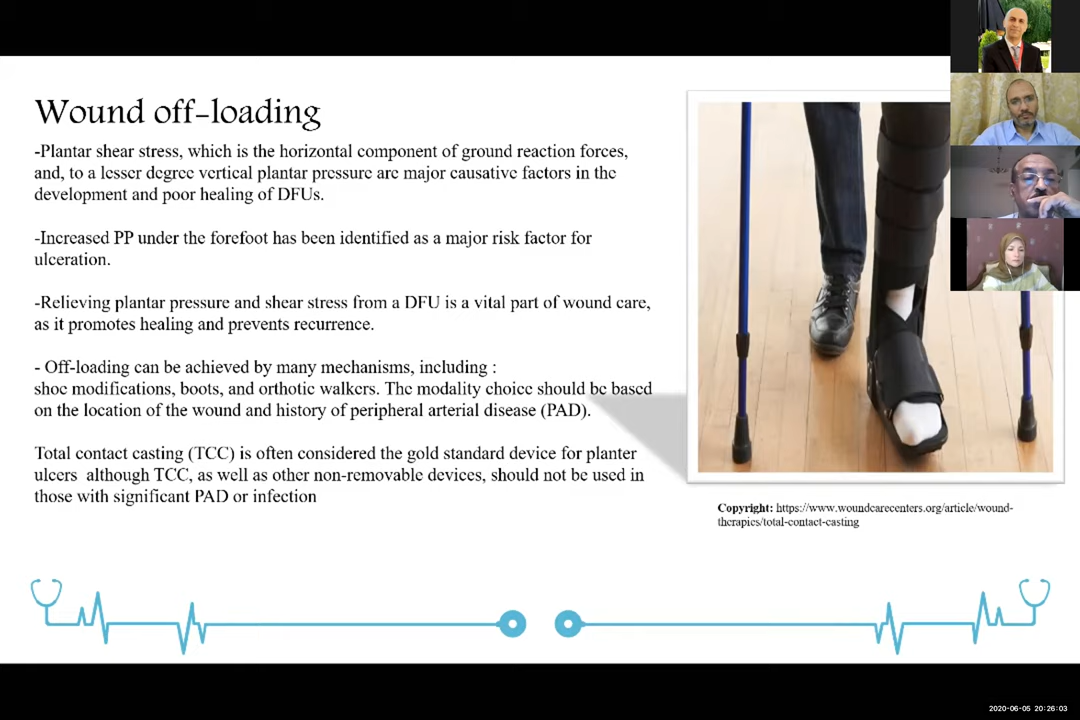 Wound off-loading
-Plantar shear stress, which is the horizontal component of ground reaction forces,
and, to a lesser degree vertical plantar pressure are major causative factors in the
development and poor healing of DFUs.
-Increased PP under the forefoot has been identified as a major risk factor for
ulceration.
-Relieving plantar pressure and shear stress from a DFU is a vital part of wound care,
as it promotes healing and prevents recurrence.
- Off-loading can be achieved by many mechanisms, including :
shoe modifications, boots, and orthotic walkers. The modality choice should be based
on the location of the wound and history of peripheral arterial disease (PAD).
Total contact casting (TCC) is often considered the gold standard device for planter
ulcers although TCC, as well as other non-removable devices, should not be used in
those with significant PAD or infection
Copyright: https://www.woundcarecenters.org/article/wound-
therapies/total-contact-casting
2020-06-05 20:26:03